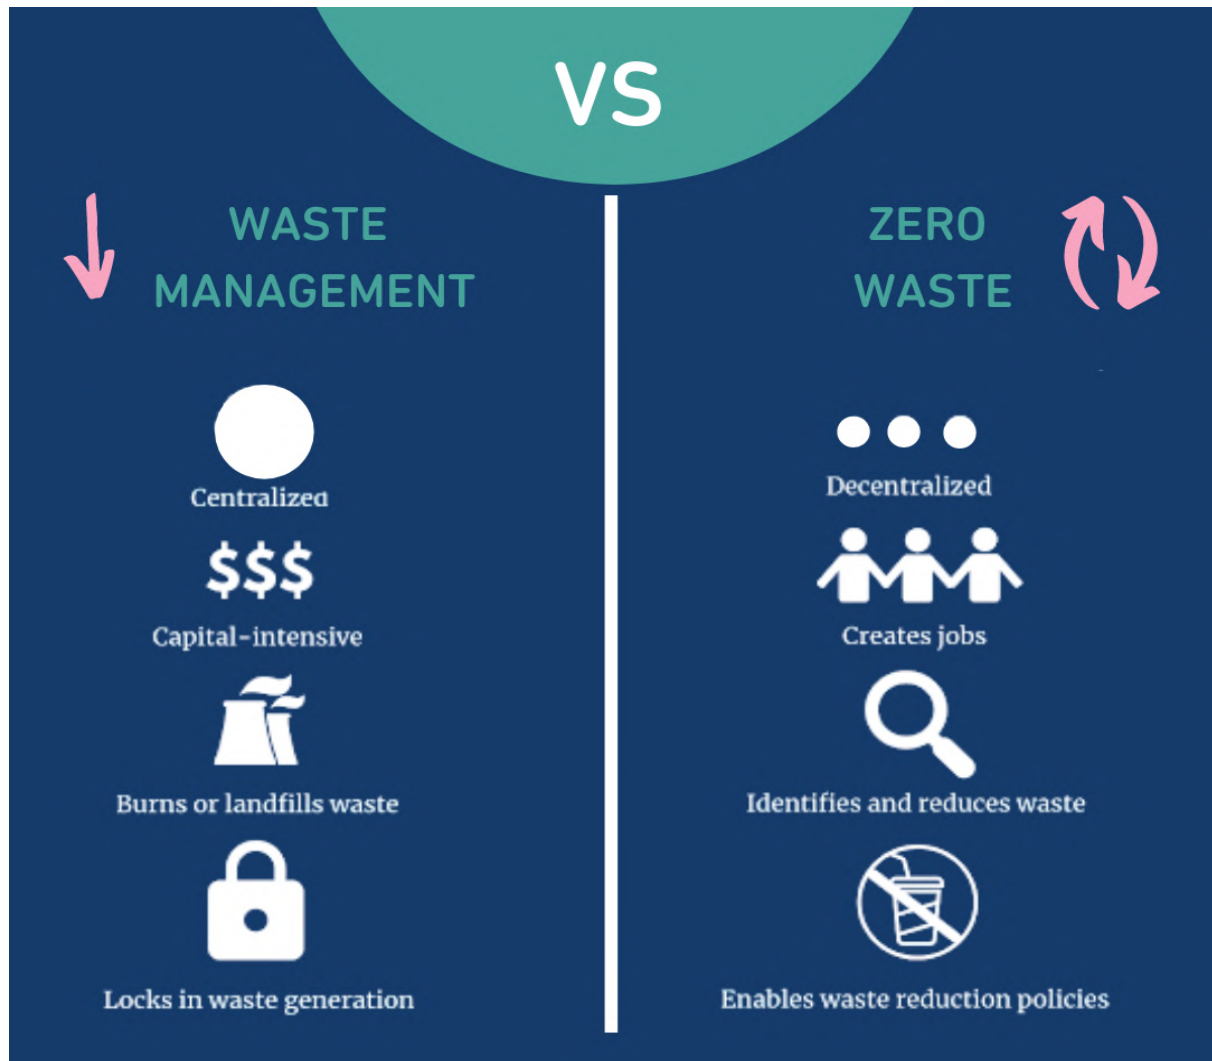 VS
WASTE
MANAGEMENT
Centralized
$$$
Capital-intensive
Burns or landfills waste
Locks in waste generation
ZERO
WASTE
Decentralized
Creates jobs
Identifies and reduces waste
Enables waste reduction policies